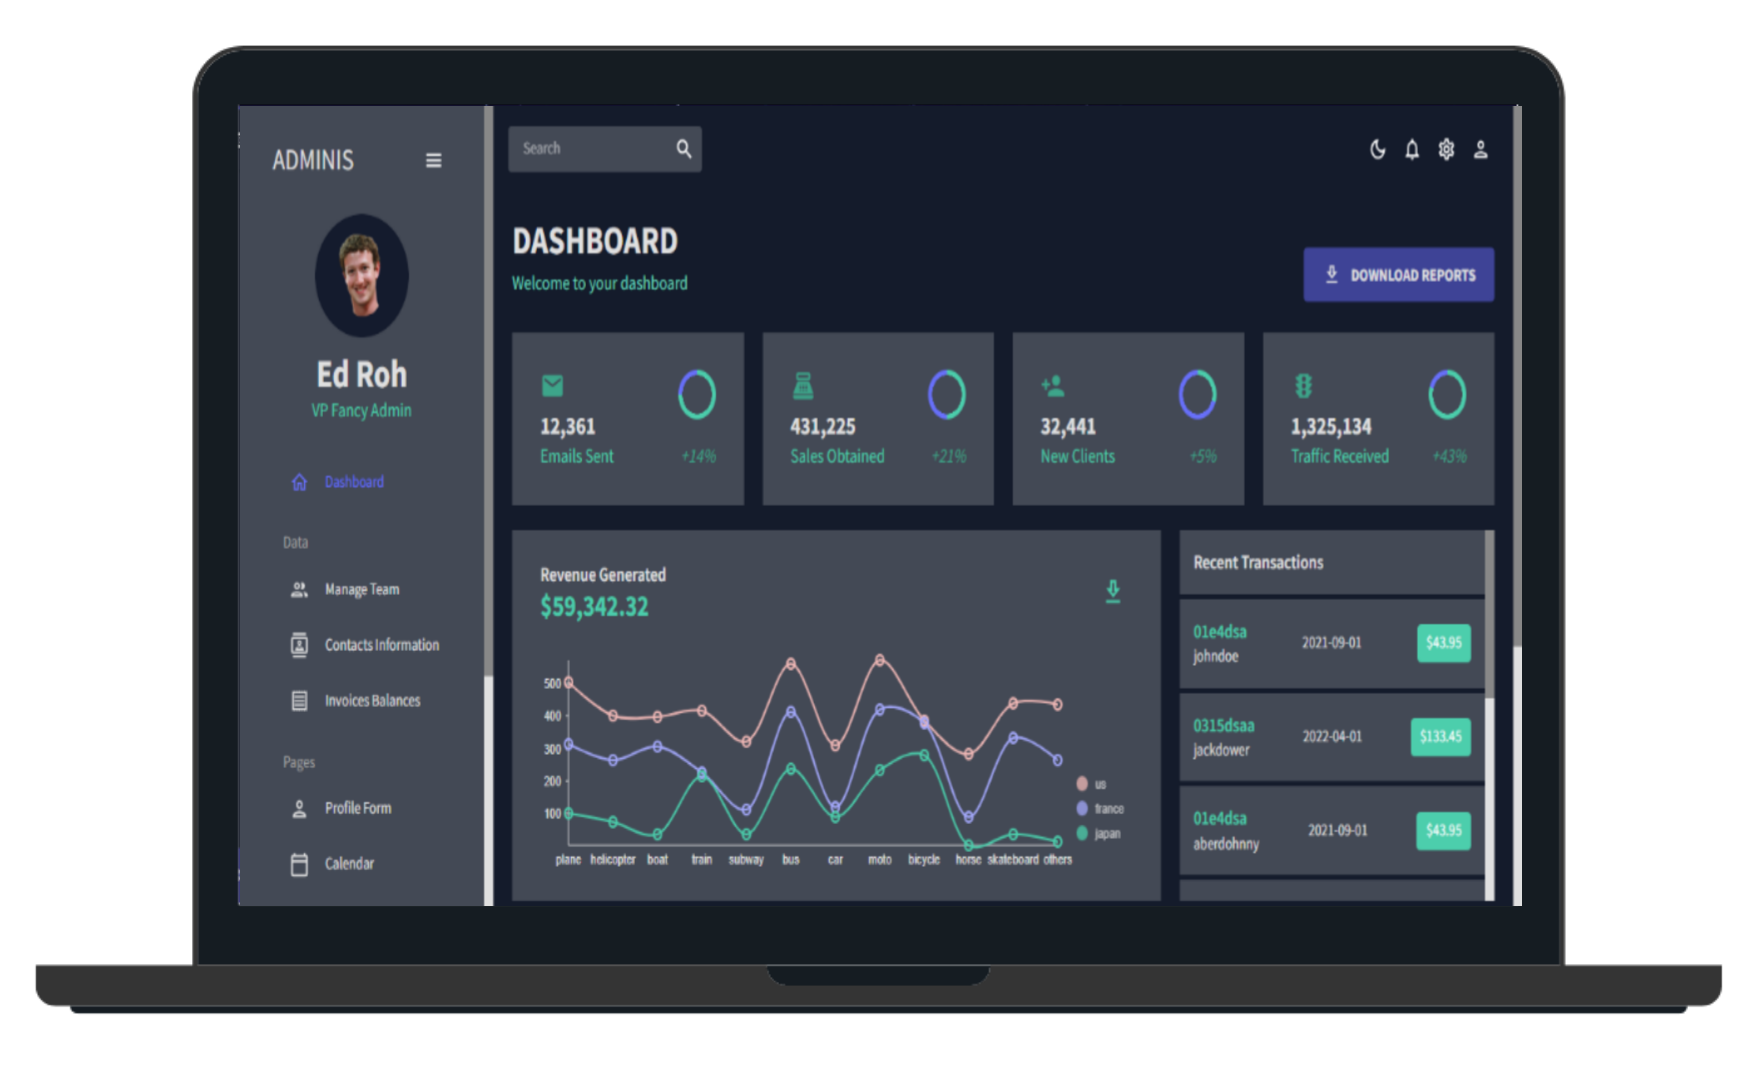 ADMINIS
Search
Ed Roh
VP Fancy Admin
Dashboard
Data
Manage Team
Contacts Information
Invoices Balances
Pages
Profile Form
Calendar
DASHBOARD
Welcome to your dashboard
DOWNLOAD REPORTS
12,361
Emails Sent +14%
431,225
Sales Obtained +21%
32,441
New Clients +5%
1,325,134
Traffic Received +43%
Revenue Generated
$59,342.32
500
400
300
200
100
plane helicopter boat train subway bus car moto bicycle horse skateboard others
us
france
japan
Recent Transactions
01e4dsa
johndoe
2021-09-01
$43.95
0315dsaa
jackdower
2022-04-01
$133.45
01e4dsa
aberdohnny
2021-09-01
$43.95